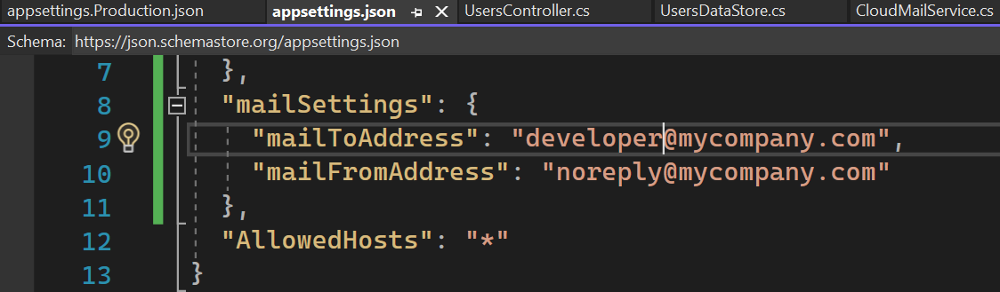 appsettings.Production.json appsettings.json UsersController.cs UsersDataStore.cs CloudMailService.cs
Schema: https://json.schemastore.org/appsettings.json
7 },
8 "mailSettings": {
9 "mailToAddress": "developer@mycompany.com",
10 "mailFromAddress": "noreply@mycompany.com"
11 },
12 "AllowedHosts": "*"
13 }